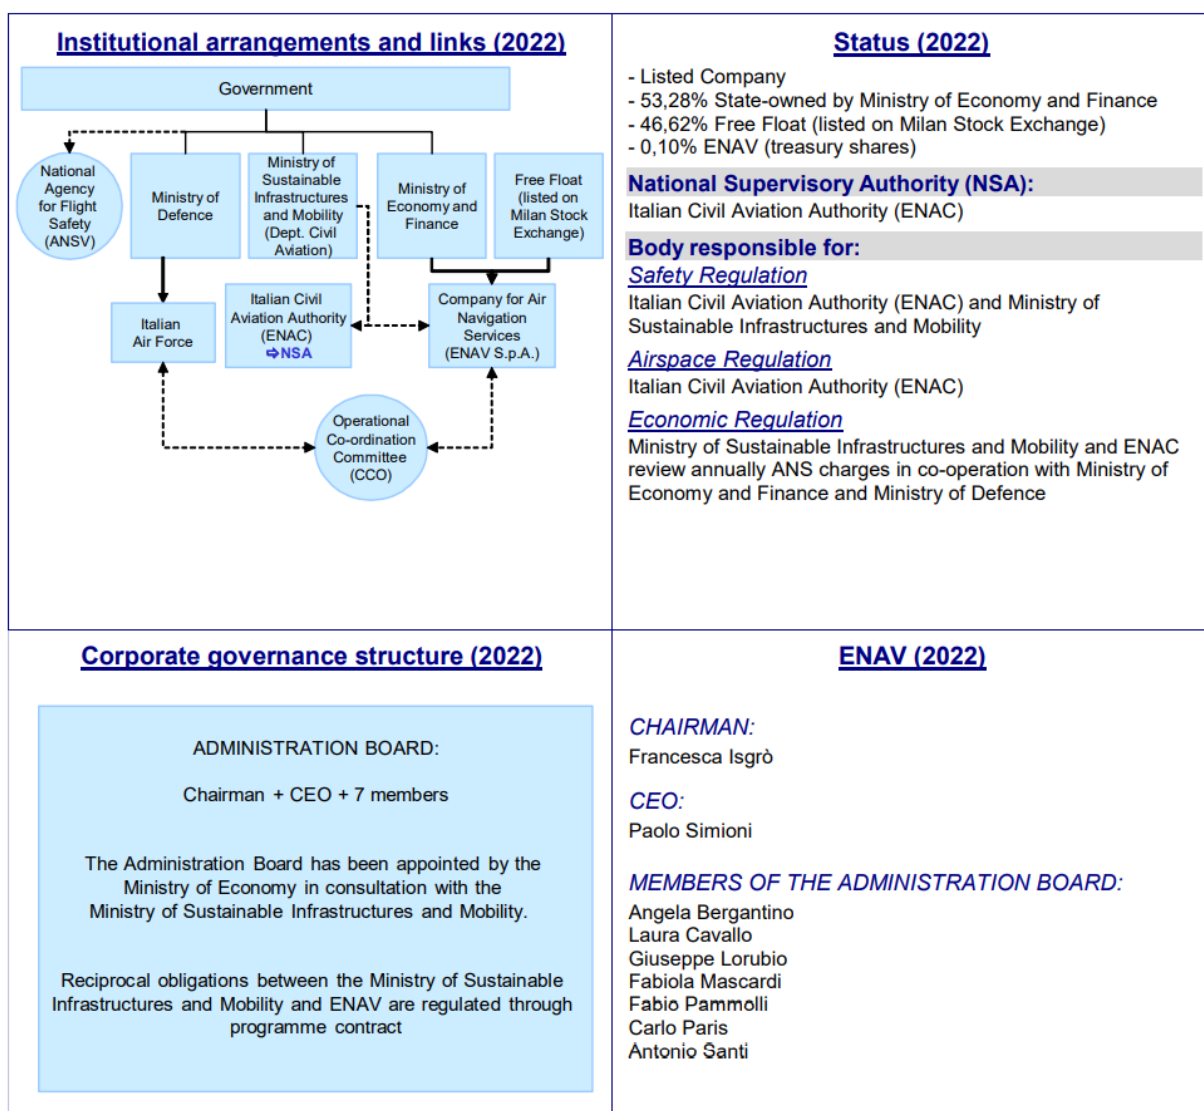 Institutional arrangements and links (2022)
Government
National
Agency
for Flight
Safety
(ANSV)
Ministry of
Defence
Ministry of
Sustainable
Infrastructures
and Mobility
(Dept. Civil
Aviation)
Ministry of
Economy and
Finance
Free Float
(listed on
Milan Stock
Exchange)
Italian
Air Force
Italian Civil
Aviation Authority
(ENAC)
⇨NSA
Company for Air
Navigation
Services
(ENAV S.p.A.)
Operational
Co-ordination
Committee
(CCO)
Status (2022)
- Listed Company
- 53,28% State-owned by Ministry of Economy and Finance
- 46,62% Free Float (listed on Milan Stock Exchange)
- 0,10% ENAV (treasury shares)
National Supervisory Authority (NSA):
Italian Civil Aviation Authority (ENAC)
Body responsible for:
Safety Regulation
Italian Civil Aviation Authority (ENAC) and Ministry of
Sustainable Infrastructures and Mobility
Airspace Regulation
Italian Civil Aviation Authority (ENAC)
Economic Regulation
Ministry of Sustainable Infrastructures and Mobility and ENAC
review annually ANS charges in co-operation with Ministry of
Economy and Finance and Ministry of Defence
Corporate governance structure (2022)
ADMINISTRATION BOARD:
Chairman + CEO + 7 members
The Administration Board has been appointed by the
Ministry of Economy in consultation with the
Ministry of Sustainable Infrastructures and Mobility.
Reciprocal obligations between the Ministry of Sustainable
Infrastructures and Mobility and ENAV are regulated through
programme contract
ENAV (2022)
CHAIRMAN:
Francesca Isgrò
CEO:
Paolo Simioni
MEMBERS OF THE ADMINISTRATION BOARD:
Angela Bergantino
Laura Cavallo
Giuseppe Lorubio
Fabiola Mascardi
Fabio Pammolli
Carlo Paris
Antonio Santi